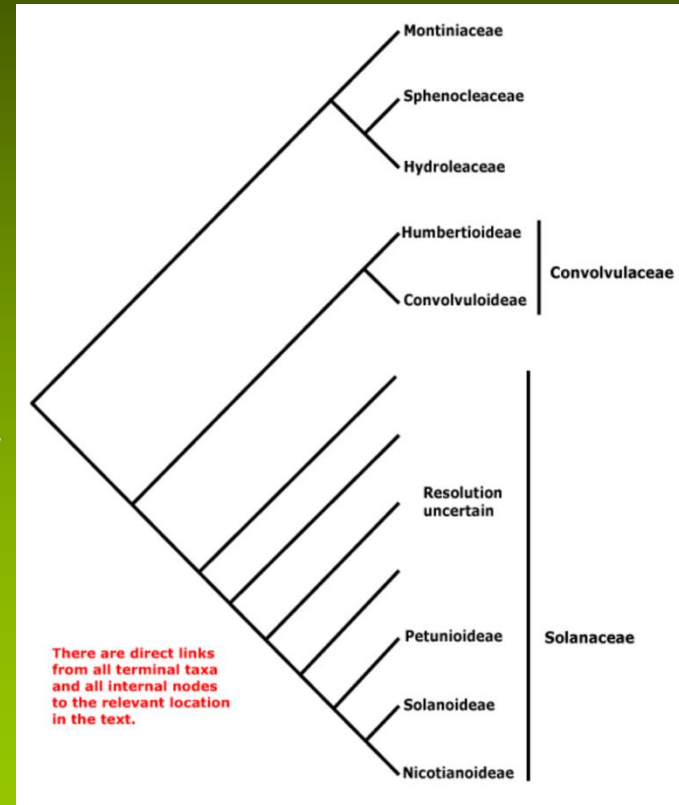 Montiniaceae
Sphenocleaceae
Hydroleaceae
Humbertioideae
Convolvuloideae
Convolvulaceae
Resolution
uncertain
Petunioideae
Solanaceae
Solanoideae
Nicotianoideae
There are direct links
from all terminal taxa
and all internal nodes
to the relevant location
in the text.